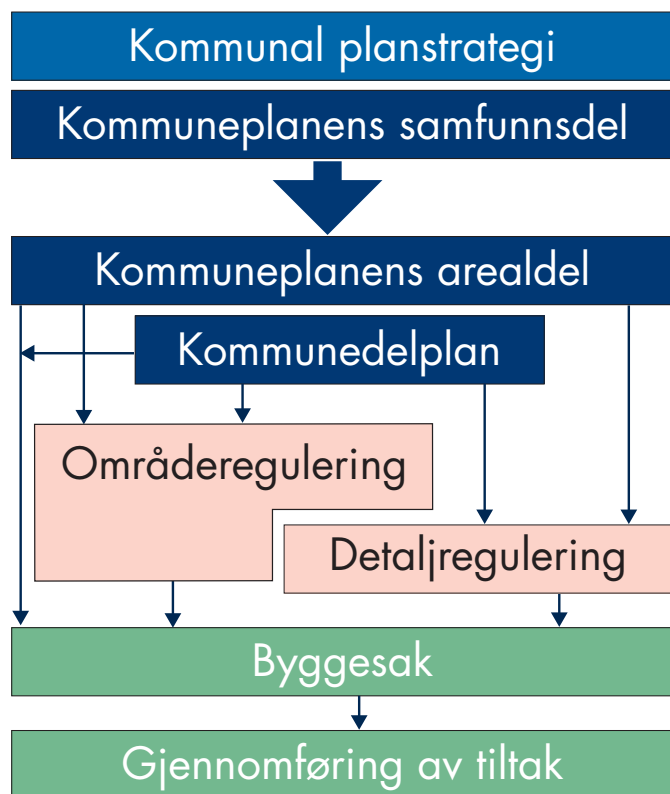 Kommunal planstrategi
Kommuneplanens samfunnsdel
Kommuneplanens arealdel
Kommunedelplan
Områderegulering
Detaljregulering
Byggesak
Gjennomføring av tiltak